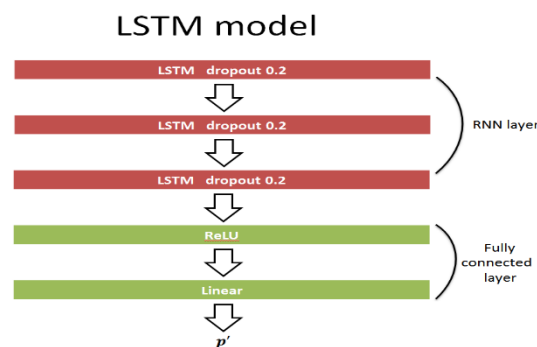 LSTM model
LSTM dropout 0.2
LSTM dropout 0.2
RNN layer
LSTM dropout 0.2
ReLU
Fully
connected
layer
Linear
p'